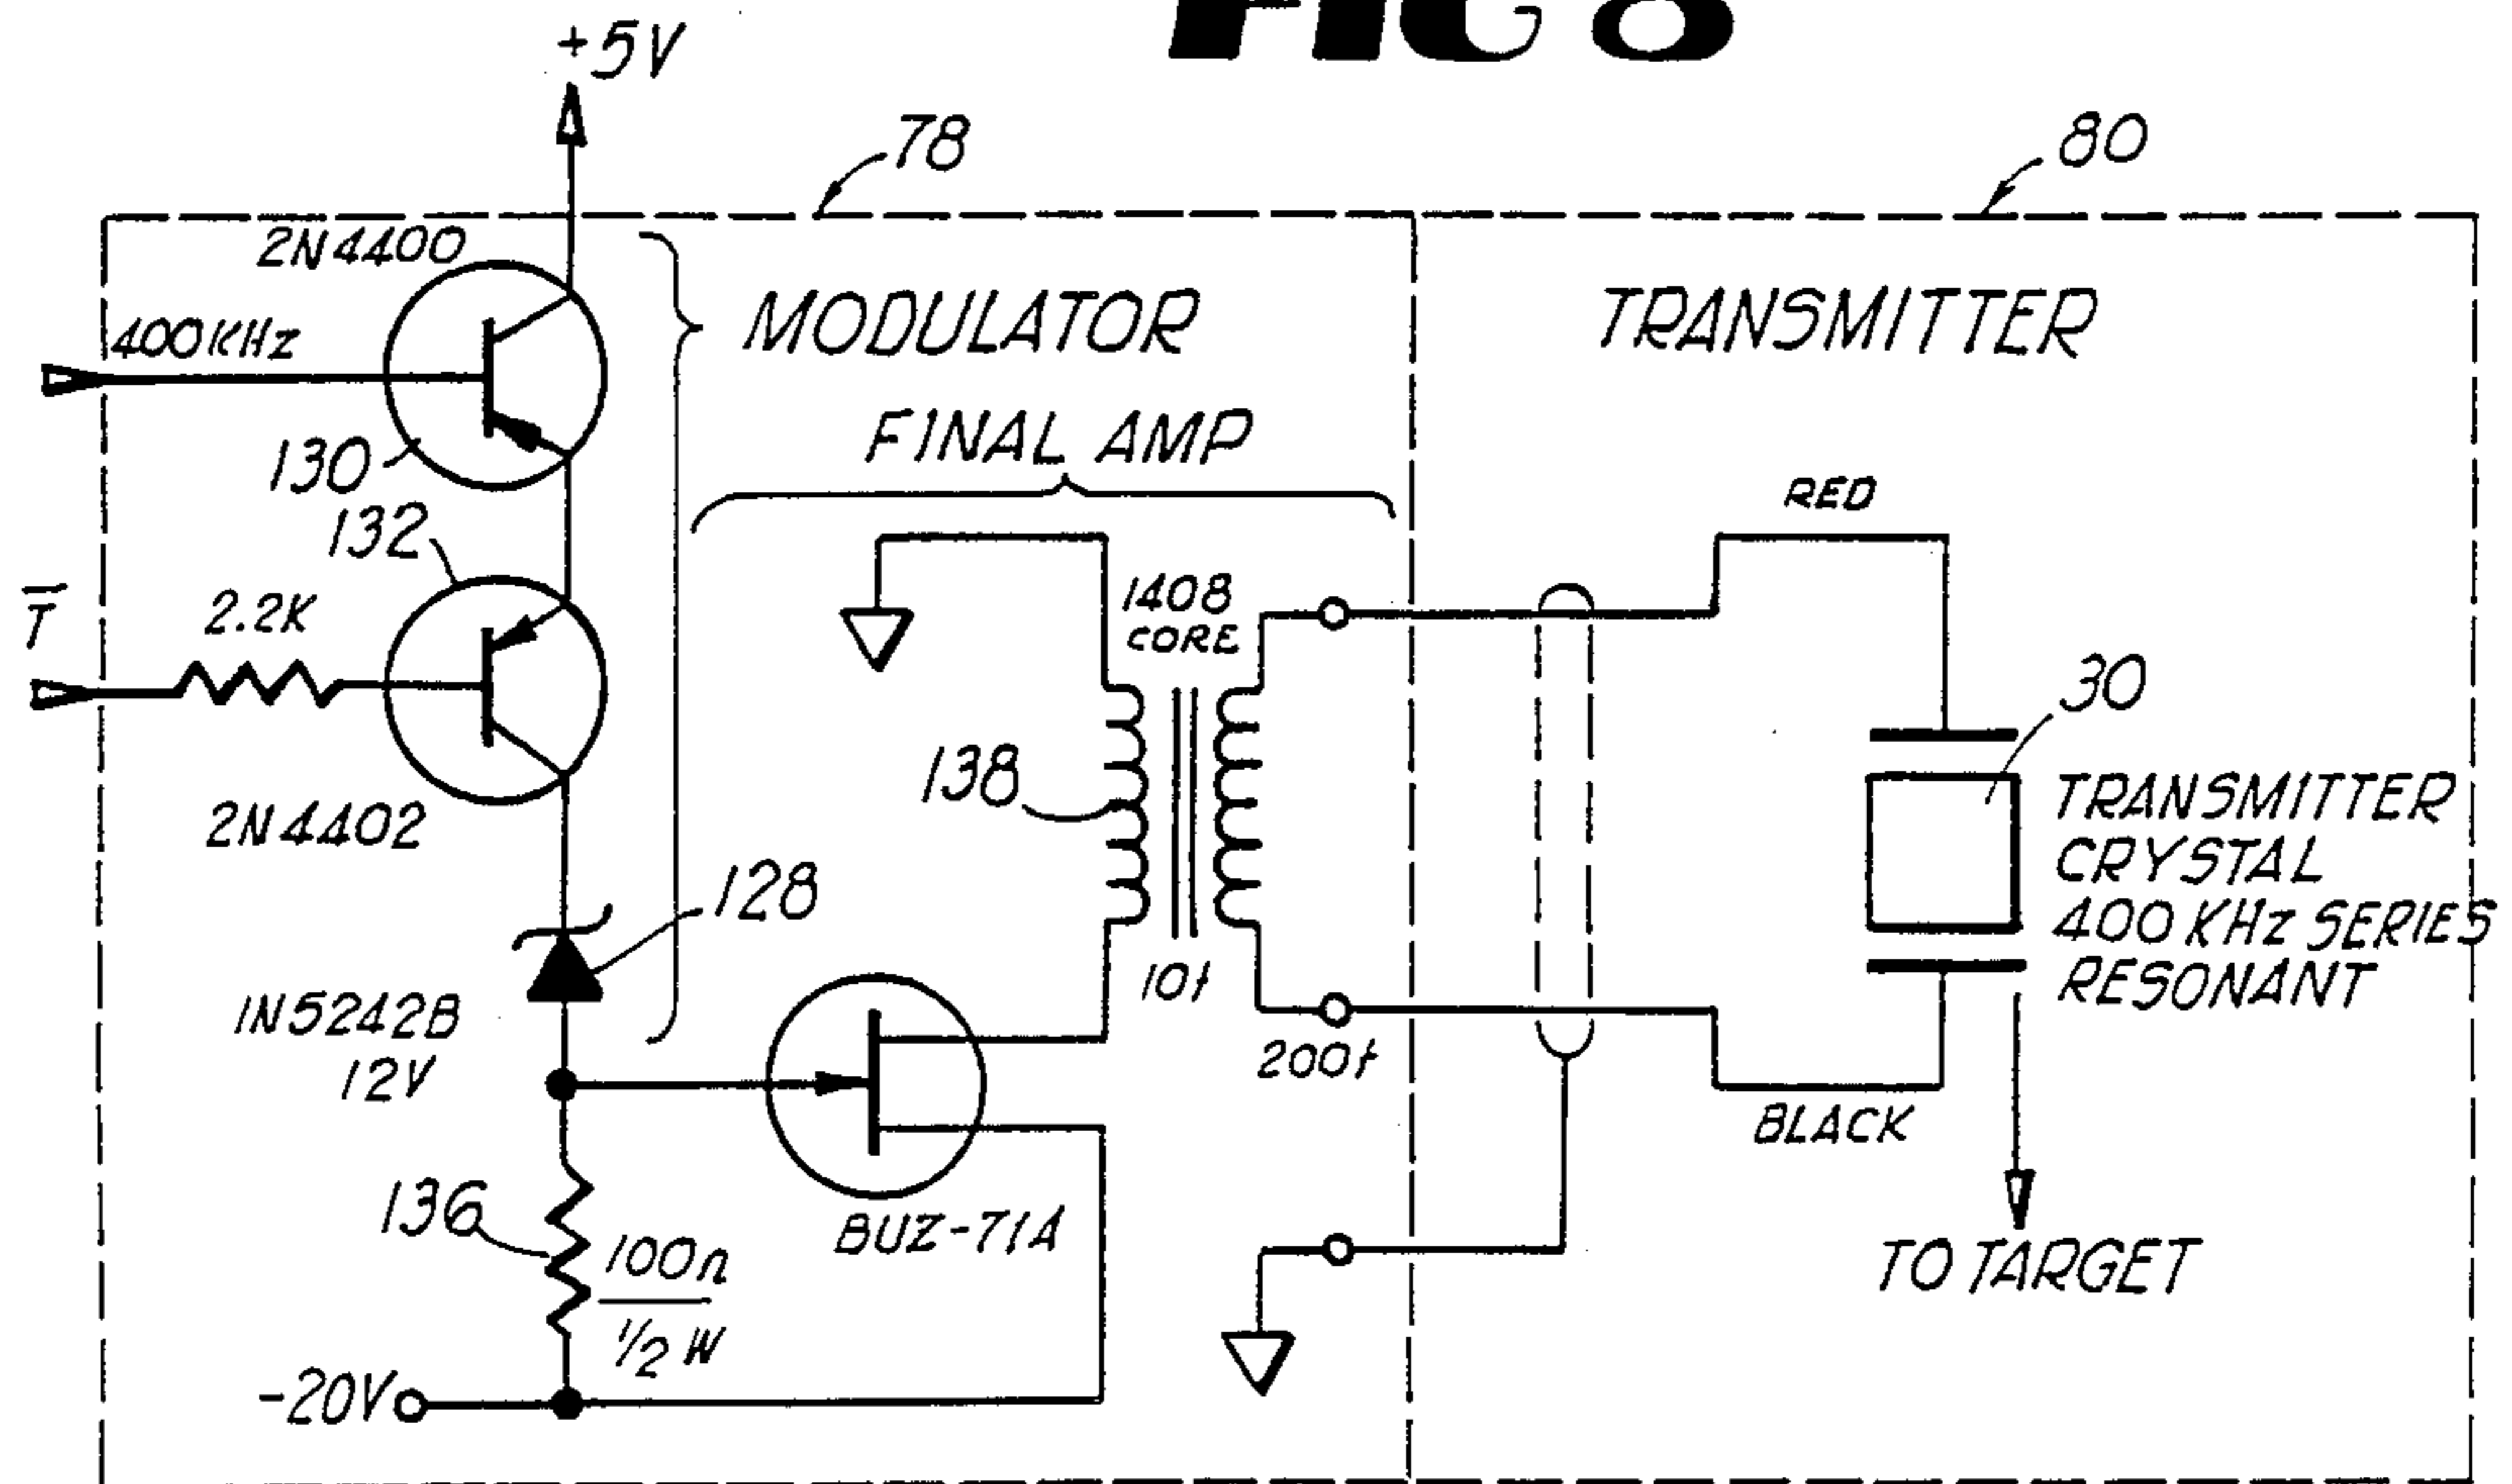 FIG 8
+5V
78
80
2N4400
400KHz
MODULATOR
TRANSMITTER
130
FINAL AMP
RED
132
T̅
2.2K
1408
CORE
30
138
2N4402
TRANSMITTER
CRYSTAL
400 KHz SERIES
RESONANT
128
10t
1N5242B
12V
200t
BLACK
136
100Ω
1/2 W
BUZ-71A
TO TARGET
-20V